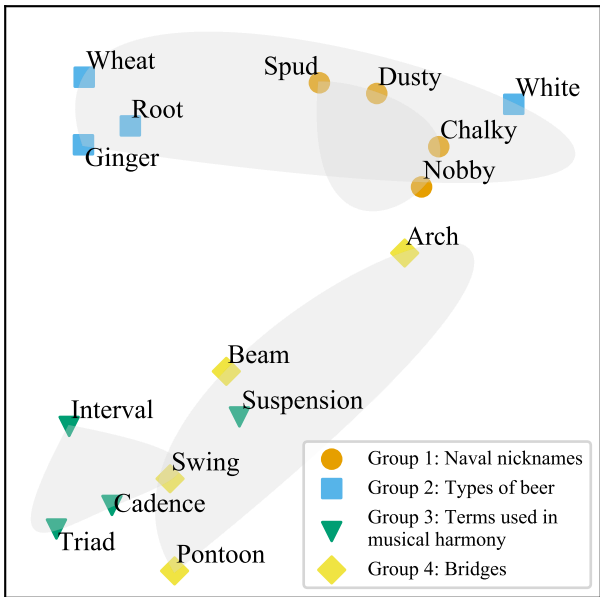 Wheat
Spud
Dusty
White
Root
Chalky
Ginger
Nobby
Arch
Beam
Interval
Suspension
Swing
Cadence
Triad
Pontoon
Group 1: Naval nicknames
Group 2: Types of beer
Group 3: Terms used in
musical harmony
Group 4: Bridges